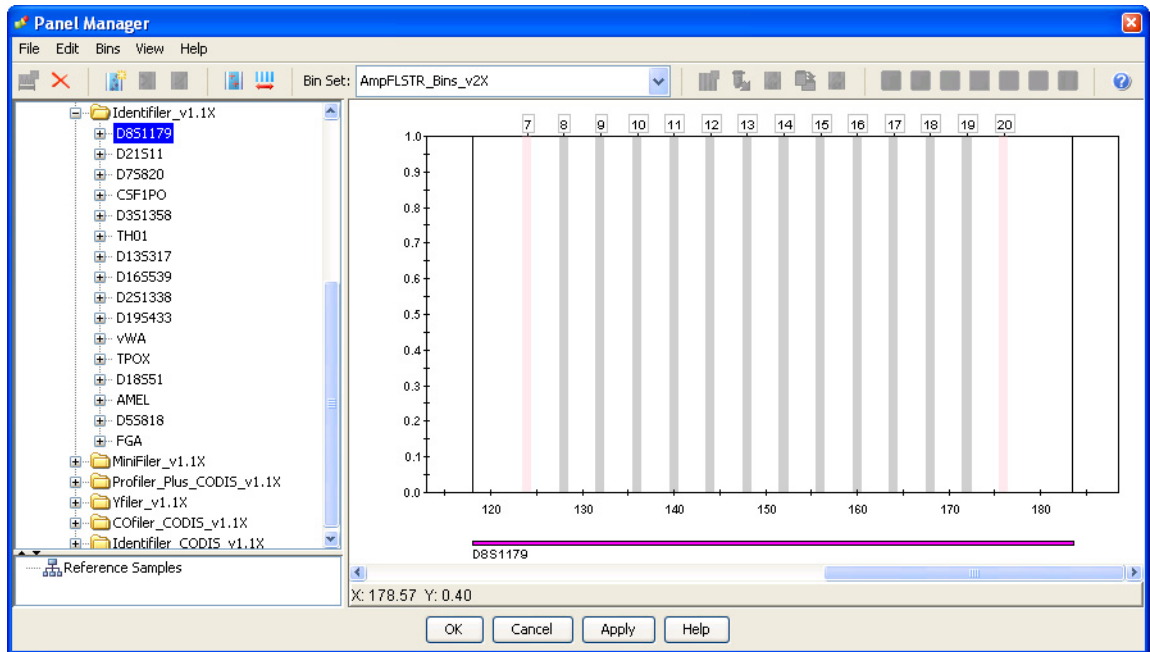 Panel Manager
File Edit Bins View Help
Bin Set: AmpFLSTR_Bins_v2X
Identifiler_v1.1X
D8S1179
D21S11
D7S820
CSF1PO
D3S1358
TH01
D13S317
D16S539
D2S1338
D19S433
vWA
TPOX
D18S51
AMEL
D5S818
FGA
MiniFiler_v1.1X
Profiler_Plus_CODIS_v1.1X
Yfiler_v1.1X
COfiler_CODIS_v1.1X
Identifiler_CODIS_v1.1X
Reference Samples
7 8 9 10 11 12 13 14 15 16 17 18 19 20
1.0
0.9
0.8
0.7
0.6
0.5
0.4
0.3
0.2
0.1
0.0
120 130 140 150 160 170 180
D8S1179
X: 178.57 Y: 0.40
OK Cancel Apply Help